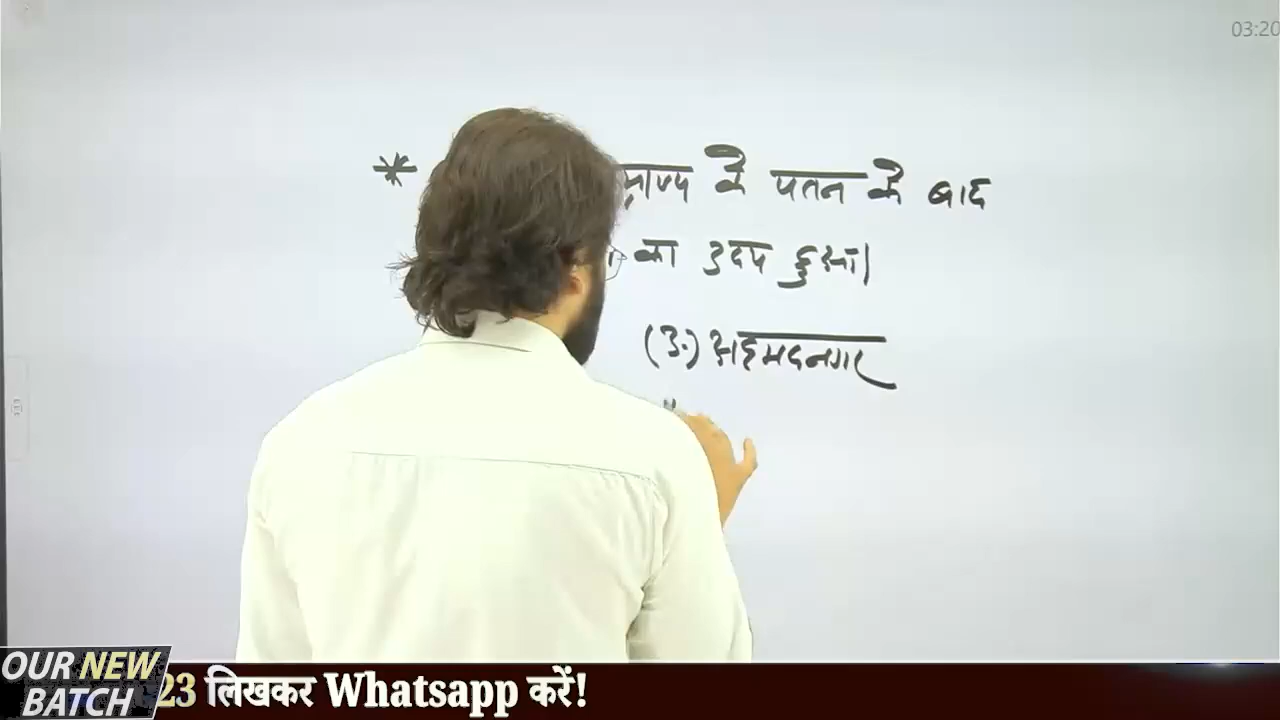 03:20
* के पतन के बाद
का उदय हुआ।
(3.) अहमदनगर
OUR NEW
BATCH
23 लिखकर Whatsapp करें!